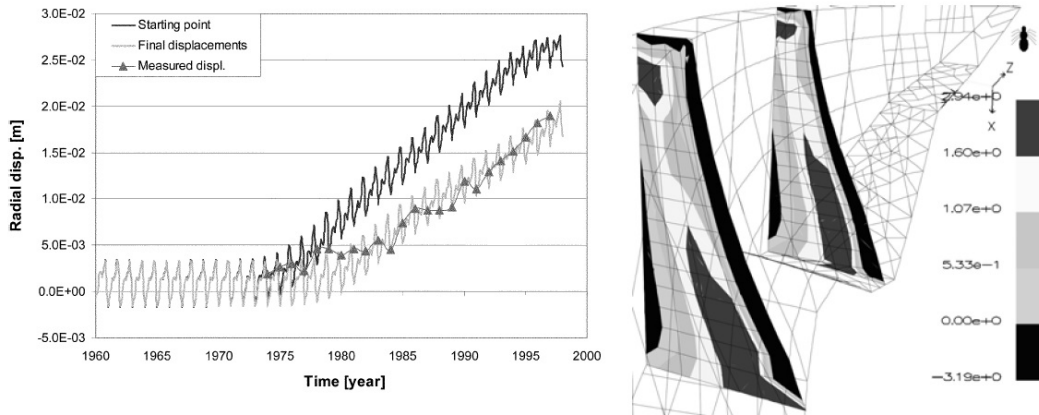 3.0E-02
2.5E-02
2.0E-02
1.5E-02
1.0E-02
5.0E-03
0.0E+00
-5.0E-03
Radial disp. [m]
Starting point
Final displacements
Measured displ.
1960 1965 1970 1975 1980 1985 1990 1995 2000
Time [year]
Z
X
2.94e+0
1.60e+0
1.07e+0
5.33e-1
0.00e+0
-3.19e+0